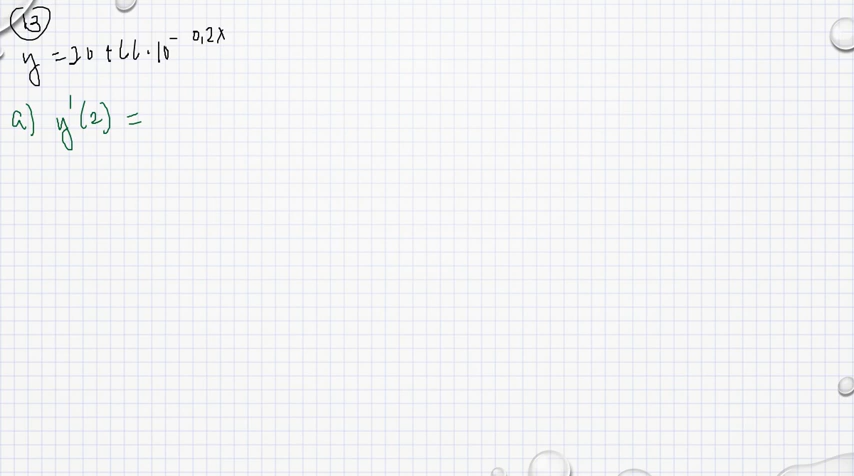 13
y = 20 + 66 · 10^-0,2x
a) y'(2) =